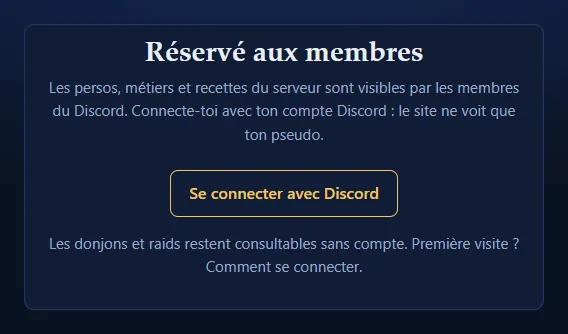 Réservé aux membres
Les persos, métiers et recettes du serveur sont visibles par les membres
du Discord. Connecte-toi avec ton compte Discord : le site ne voit que
ton pseudo.
Se connecter avec Discord
Les donjons et raids restent consultables sans compte. Première visite ?
Comment se connecter.